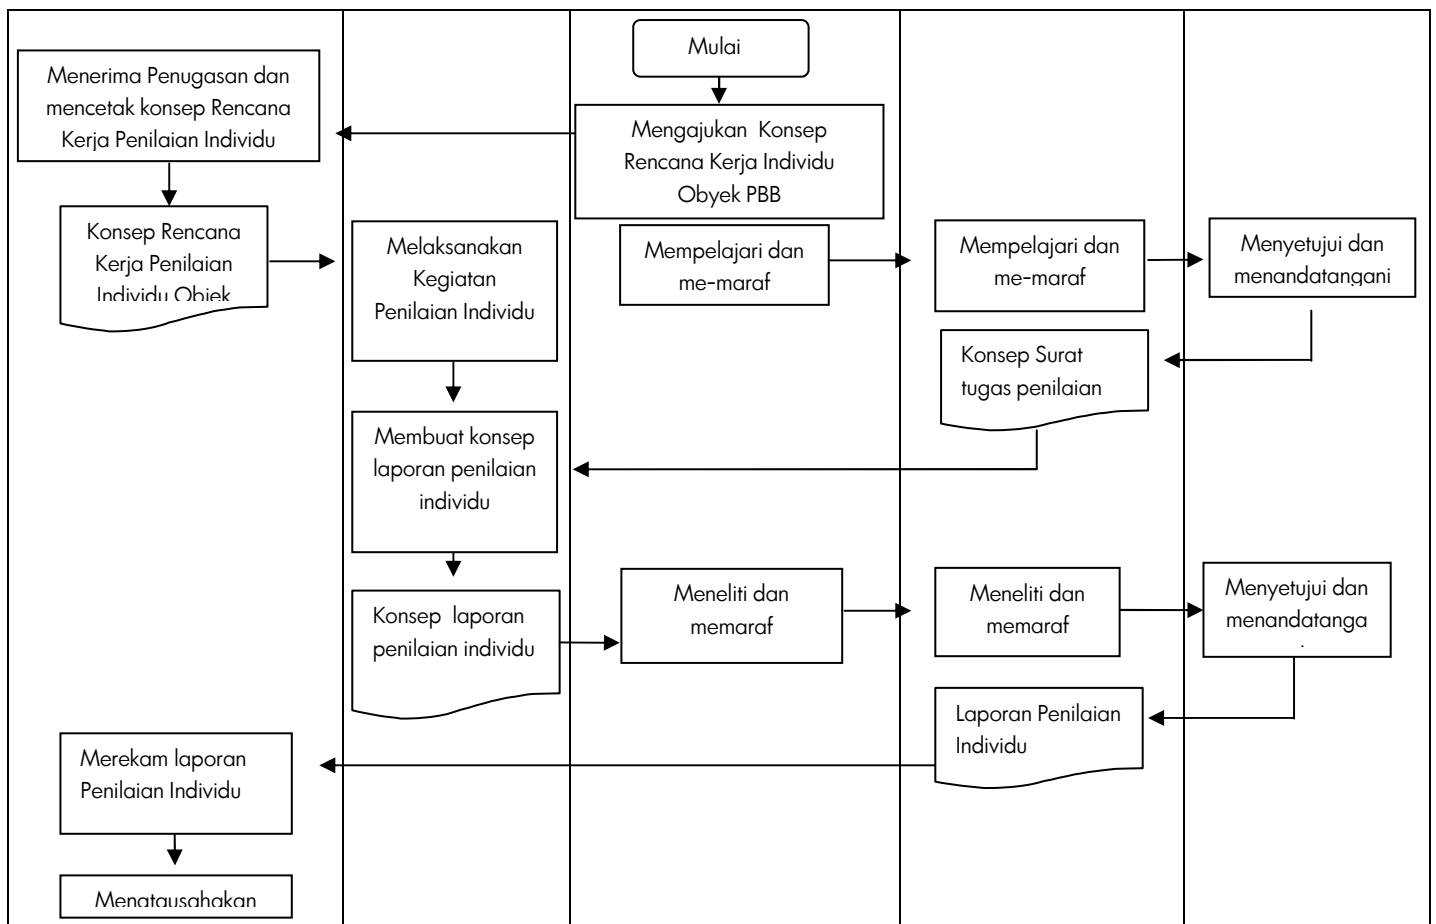 Mulai
Menerima Penugasan dan
mencetak konsep Rencana
Kerja Penilaian Individu
Mengajukan Konsep
Rencana Kerja Individu
Obyek PBB
Konsep Rencana
Kerja Penilaian
Individu Objek
Melaksanakan
Kegiatan
Penilaian Individu
Mempelajari dan
me-maraf
Mempelajari dan
me-maraf
Menyetujui dan
menandatangani
Konsep Surat
tugas penilaian
Membuat konsep
laporan penilaian
individu
Konsep laporan
penilaian individu
Meneliti dan
memaraf
Meneliti dan
memaraf
Menyetujui dan
menandatanga
Laporan Penilaian
Individu
Merekam laporan
Penilaian Individu
Menatausahakan